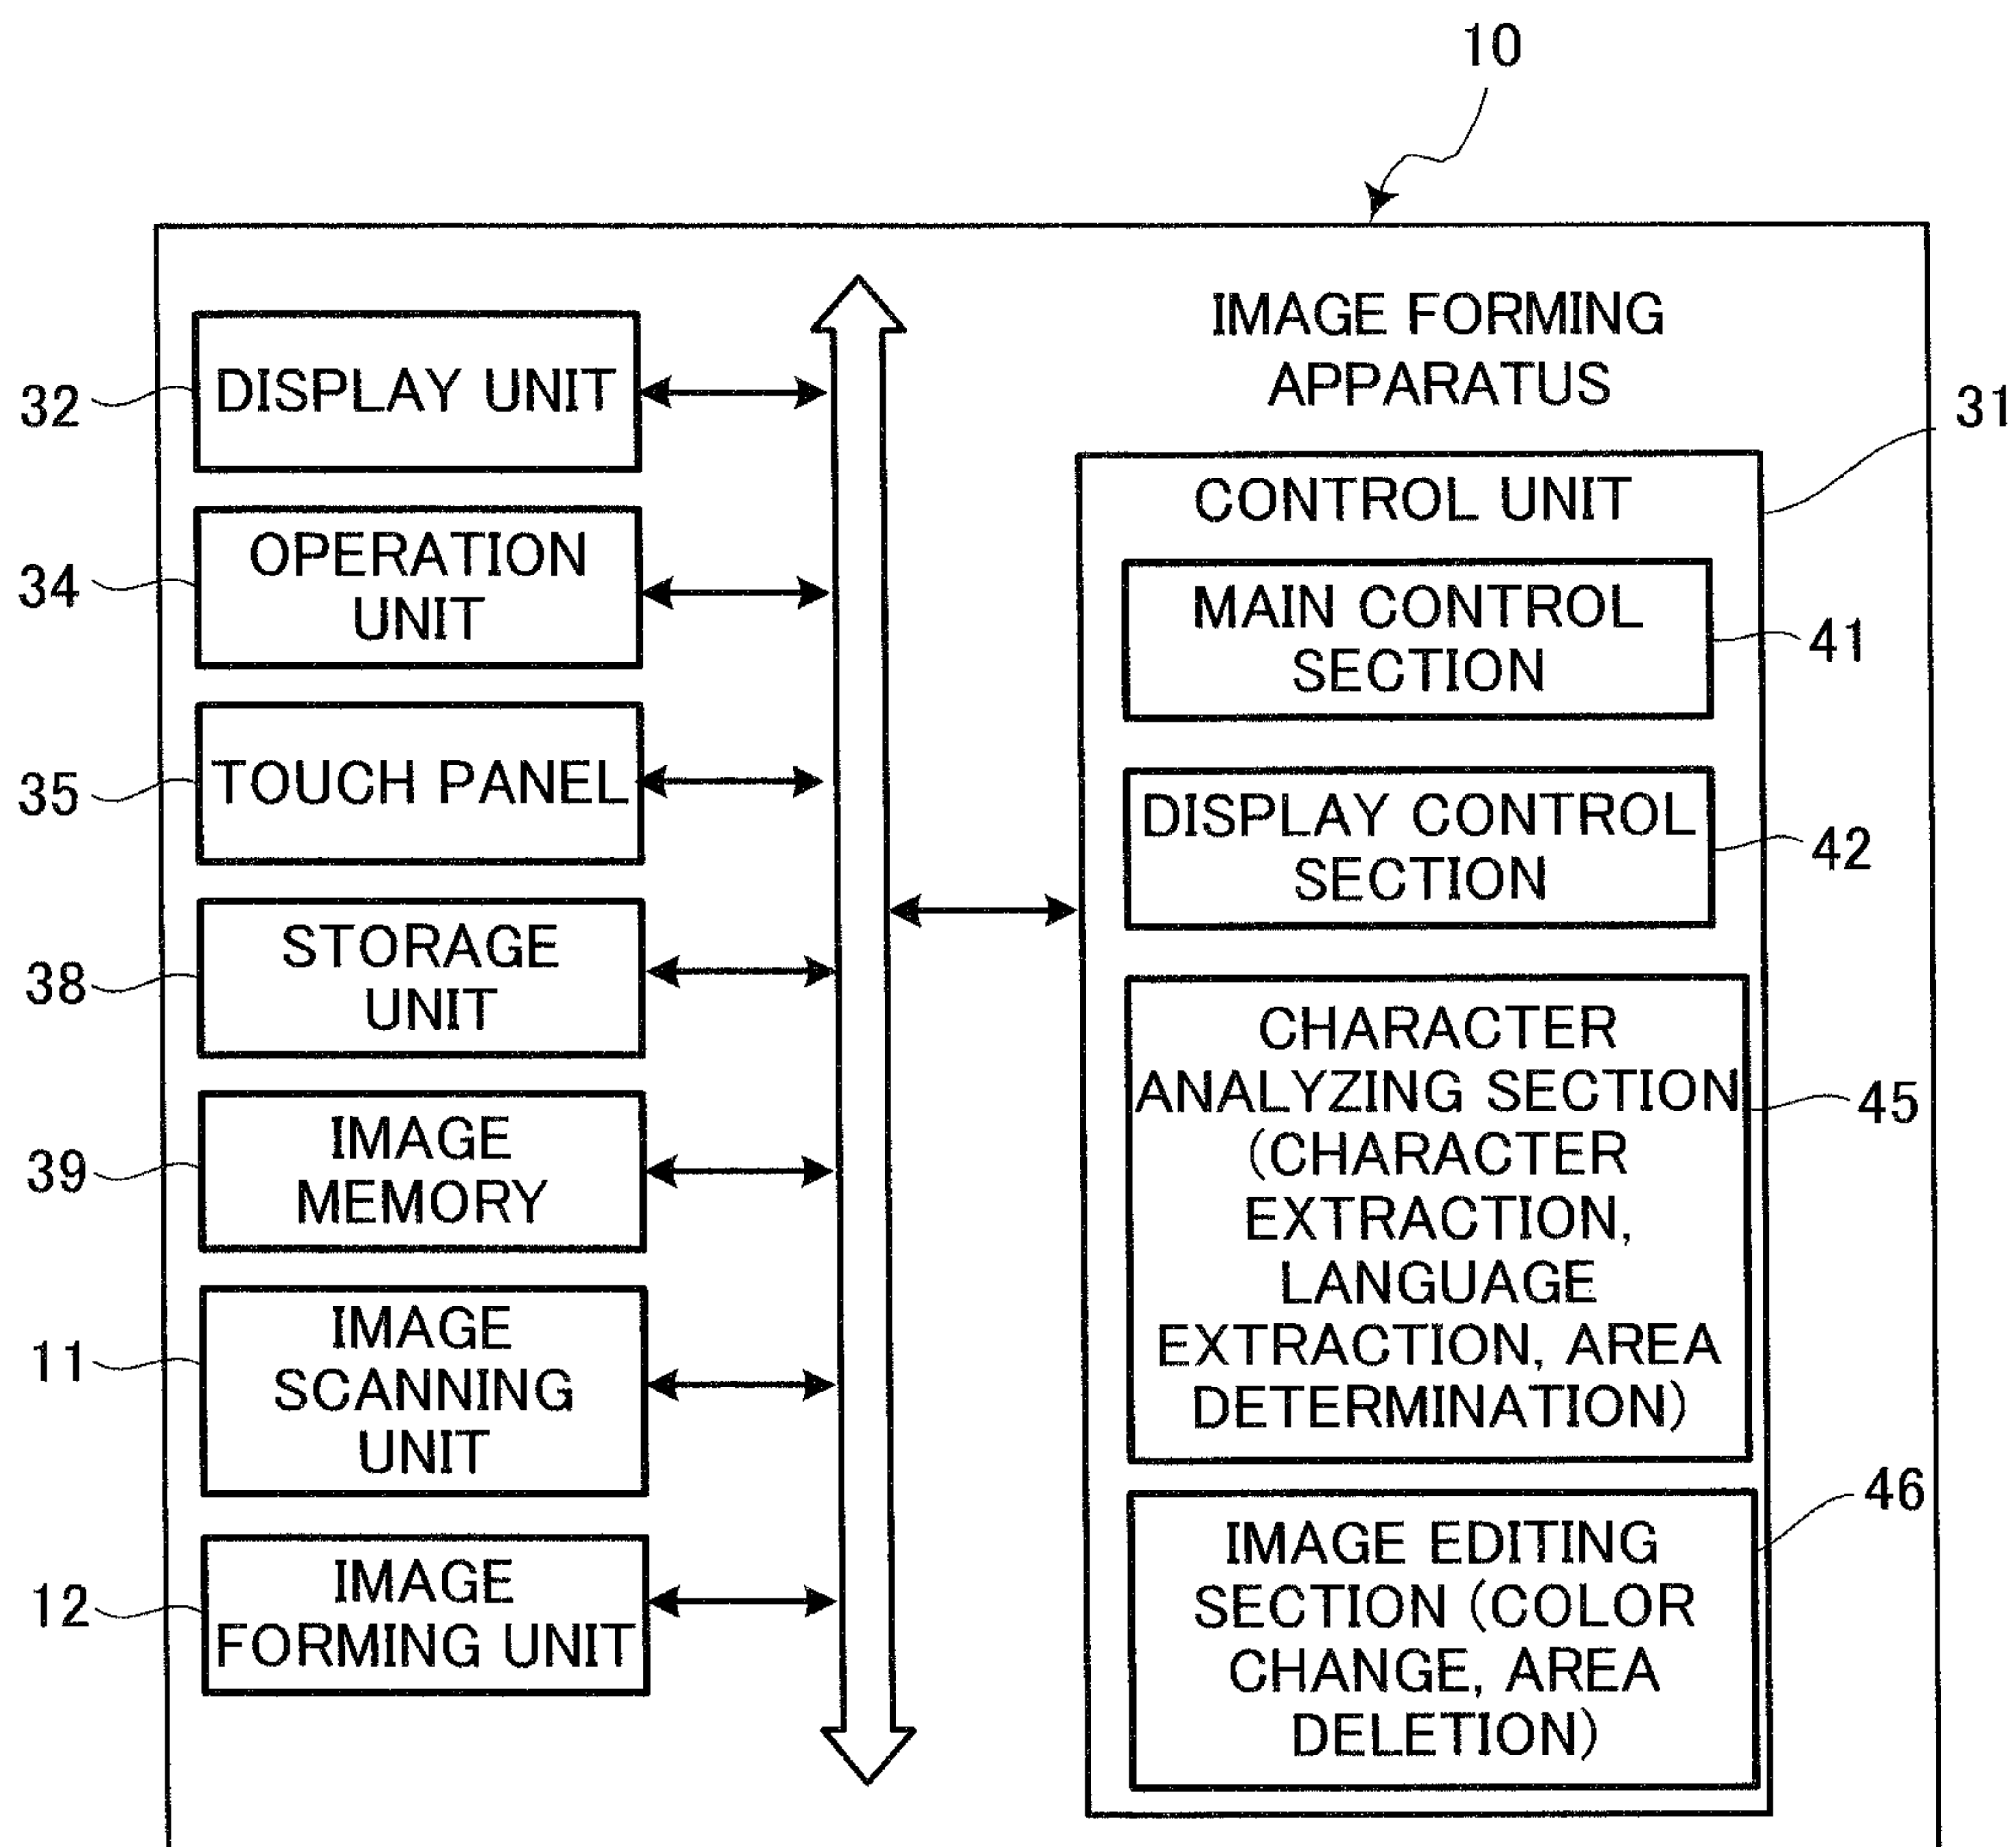 10
IMAGE FORMING
APPARATUS
32
DISPLAY UNIT
34
OPERATION
UNIT
35
TOUCH PANEL
38
STORAGE
UNIT
39
IMAGE
MEMORY
11
IMAGE
SCANNING
UNIT
12
IMAGE
FORMING UNIT
31
CONTROL UNIT
MAIN CONTROL
SECTION
41
DISPLAY CONTROL
SECTION
42
CHARACTER
ANALYZING SECTION
(CHARACTER
EXTRACTION,
LANGUAGE
EXTRACTION, AREA
DETERMINATION)
45
IMAGE EDITING
SECTION (COLOR
CHANGE, AREA
DELETION)
46